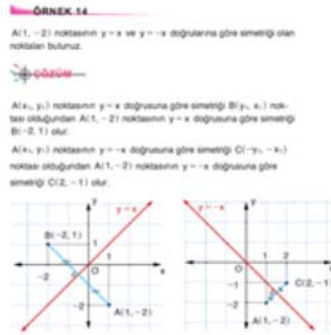 ÖRNEK 14
A(1, −2) noktasının y = x ve y = −x doğrularına göre simetriği olan
noktaları bulunuz.
ÇÖZÜM
A(x₁, y₁) noktasının y = x doğrusuna göre simetriği B(y₁, x₁) nok-
tası olduğundan A(1, −2) noktasının y = x doğrusuna göre simetriği
B(−2, 1) olur.
A(x₁, y₁) noktasının y = −x doğrusuna göre simetriği C(−y₁, −x₁)
noktası olduğundan A(1, −2) noktasının y = −x doğrusuna göre
simetriği C(2, −1) olur.
y
y = x
B(−2, 1)
1
1
−2
O
x
−2
A(1, −2)
y = −x
y
1 2
O
−1
C(2, −1)
−2
A(1, −2)